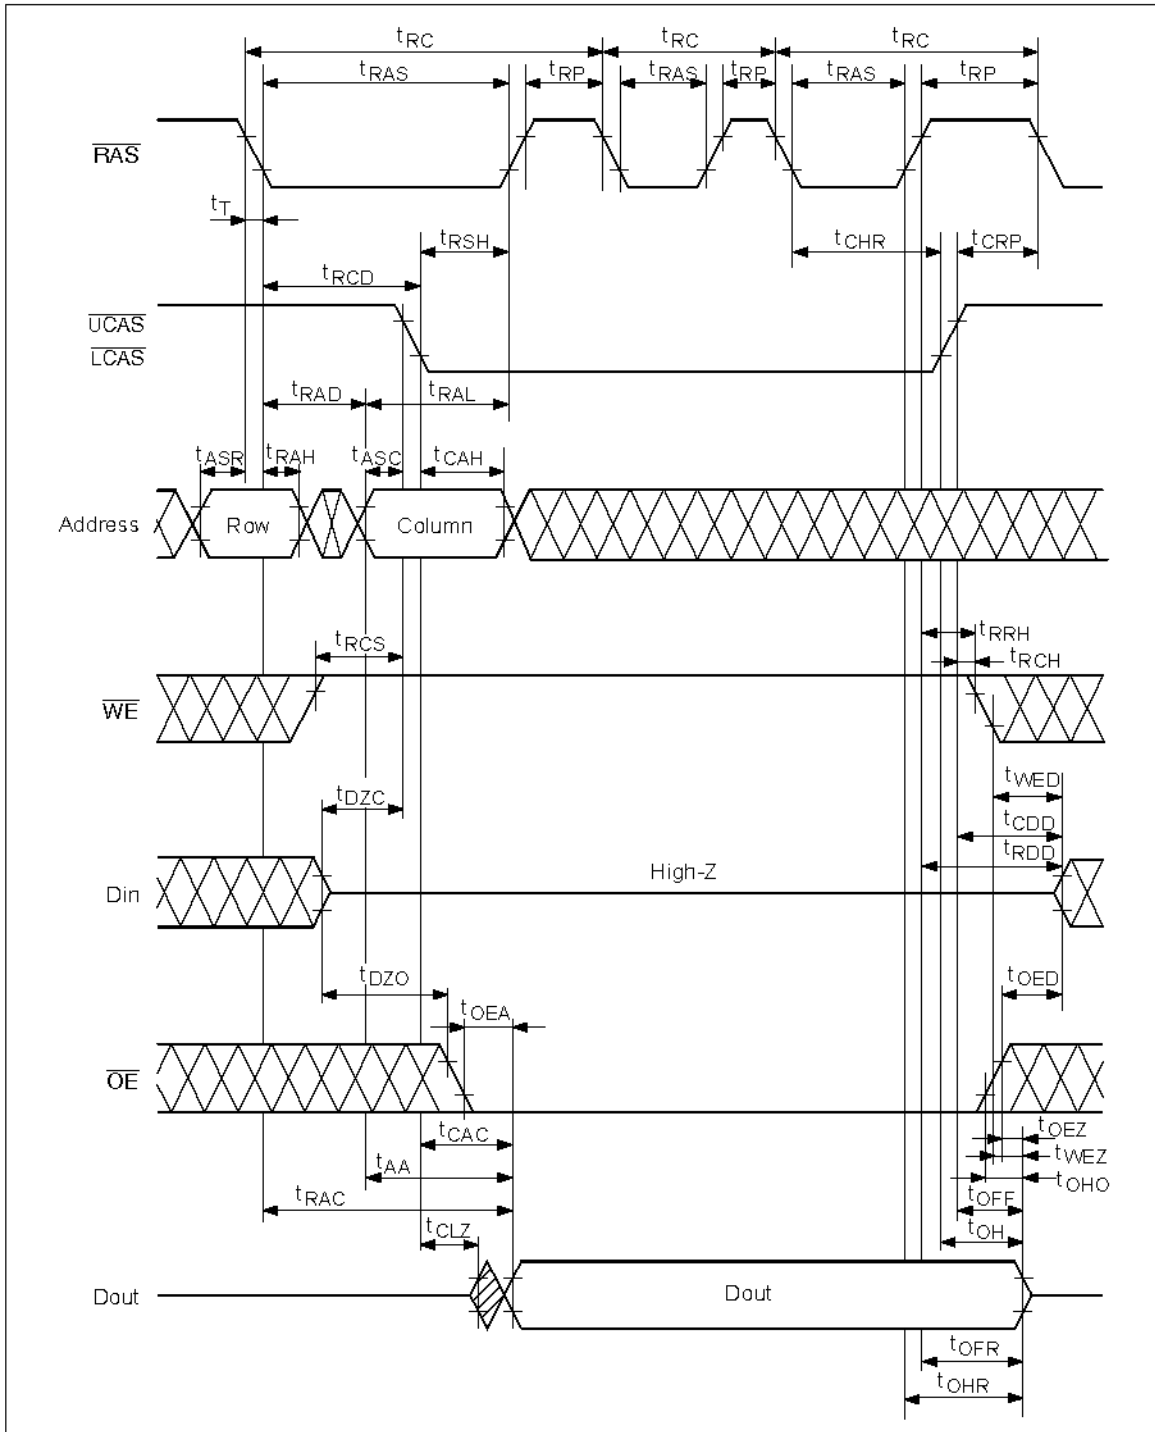 tRC tRC tRC
tRAS tRP tRAS tRP tRAS tRP
RAS
tT
tRSH tCHR tCRP
tRCD
UCAS
LCAS
tRAD tRAL
tASR tRAH tASC tCAH
Address Row Column
tRRH
tRCS tRCH
WE
tWED
tDZC
tCDD
tRDD
High-Z
Din
tDZO tOED
tOEA
OE
tOEZ
tCAC
tWEZ
tAA
tOHO
tRAC tOFF
tCLZ tOH
Dout Dout
tOFR
tOHR